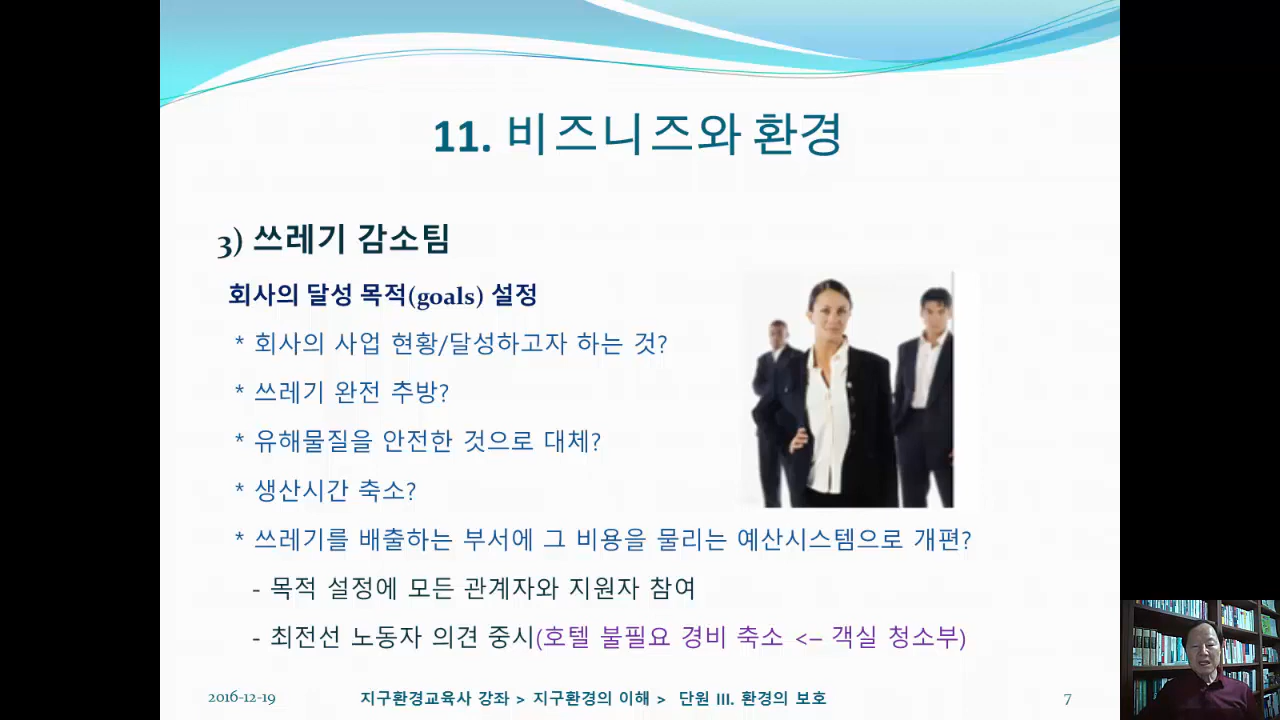 11. 비즈니즈와 환경
3) 쓰레기 감소팀
회사의 달성 목적(goals) 설정
* 회사의 사업 현황/달성하고자 하는 것?
* 쓰레기 완전 추방?
* 유해물질을 안전한 것으로 대체?
* 생산시간 축소?
* 쓰레기를 배출하는 부서에 그 비용을 물리는 예산시스템으로 개편?
- 목적 설정에 모든 관계자와 지원자 참여
- 최전선 노동자 의견 중시(호텔 불필요 경비 축소 <– 객실 청소부)
2016-12-19 지구환경교육사 강좌 > 지구환경의 이해 > 단원 III. 환경의 보호 7